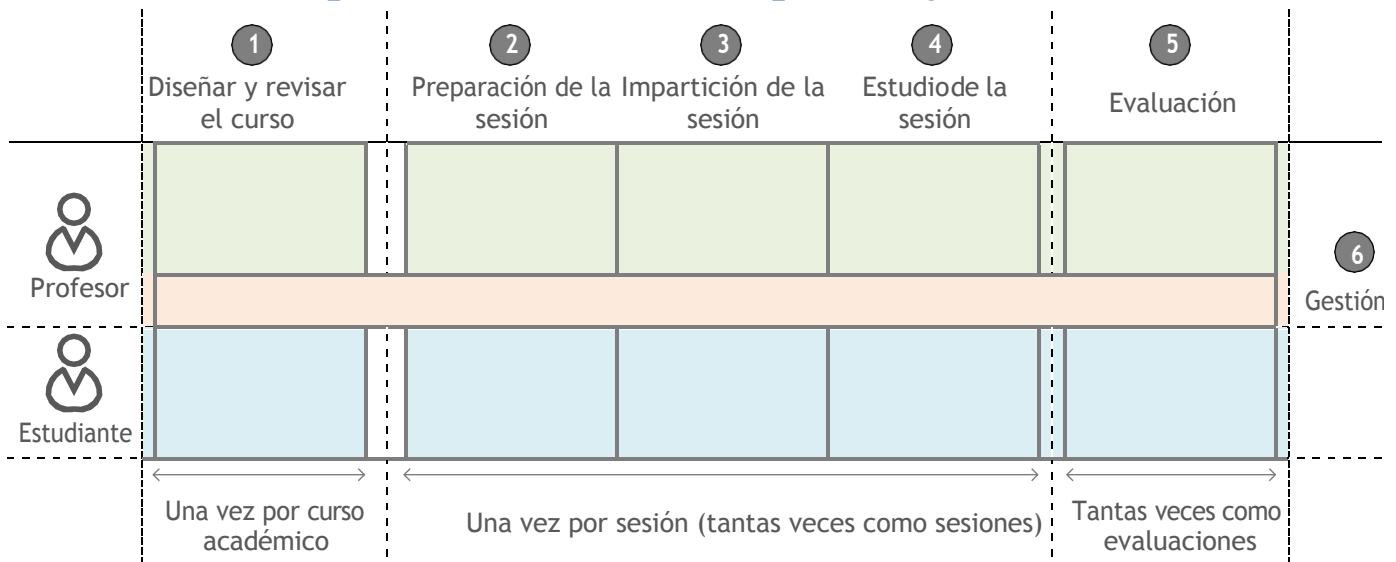 1
Diseñar y revisar
el curso
2
Preparación de la
sesión
3
Impartición de la
sesión
4
Estudiode la
sesión
5
Evaluación
Profesor
6
Gestión
Estudiante
Una vez por curso
académico
Una vez por sesión (tantas veces como sesiones)
Tantas veces como
evaluaciones